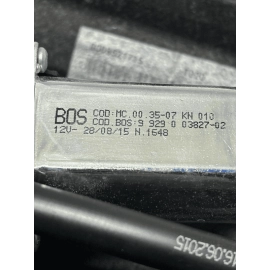 BOS COD:MC.00.35-07 KN 010
COD.BOS:9 929 0 03827-02
12V- 28/08/15 N.1648
16.06.2015